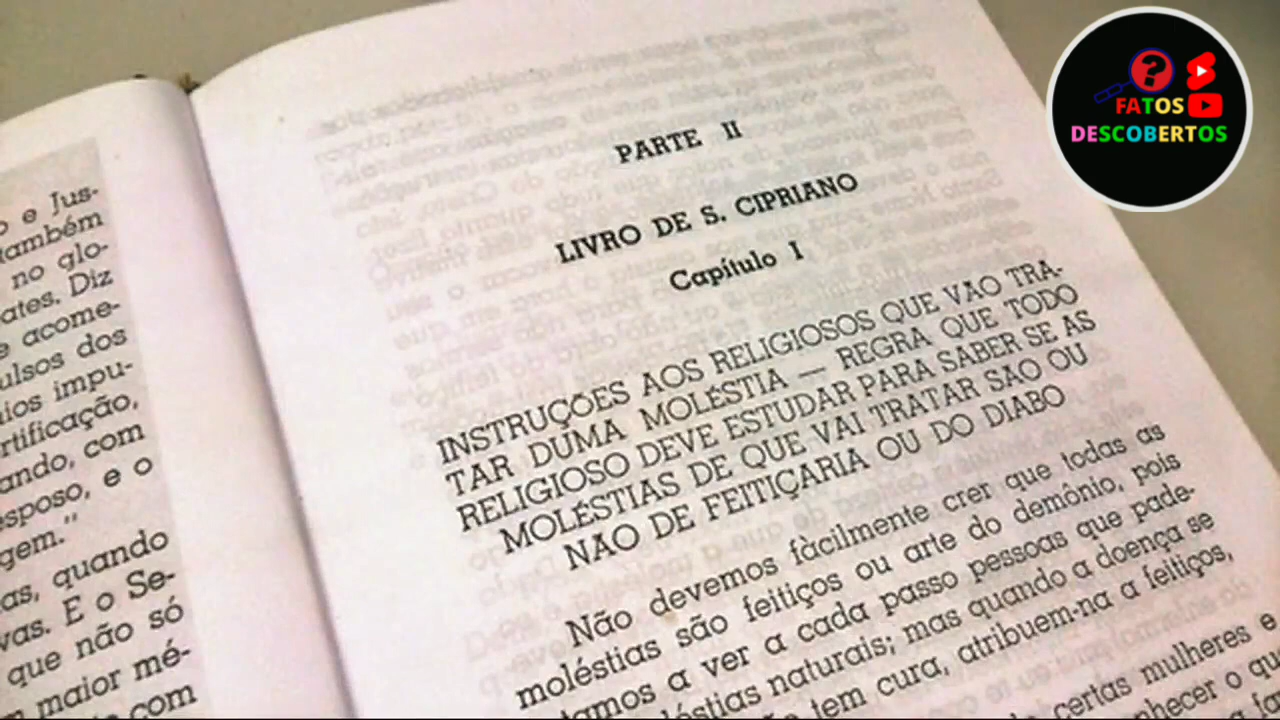 o e Jus-
também
no glo-
ates. Diz
e acome-
ulsos dos
ios impu-
rtificação,
ando, com
esposo, e o
gem."
as, quando
vas. E o Se-
que não só
maior mé-
com
PARTE II
LIVRO DE S. CIPRIANO
Capítulo I
INSTRUÇÕES AOS RELIGIOSOS QUE VAO TRA-
TAR DUMA MOLÉSTIA — REGRA QUE TODO
RELIGIOSO DEVE ESTUDAR PARA SABER SE AS
MOLÉSTIAS DE QUE VAI TRATAR SAO OU
NAO DE FEITIÇARIA OU DO DIABO
Não devemos fàcilmente crer que todas as
moléstias são feitiços ou arte do demônio, pois
tamos a ver a cada passo pessoas que pade-
léstias naturais; mas quando a doença se
tem cura, atribuem-na a feitiços,
certas mulheres e
nhecer o que
FATOS
DESCOBERTOS